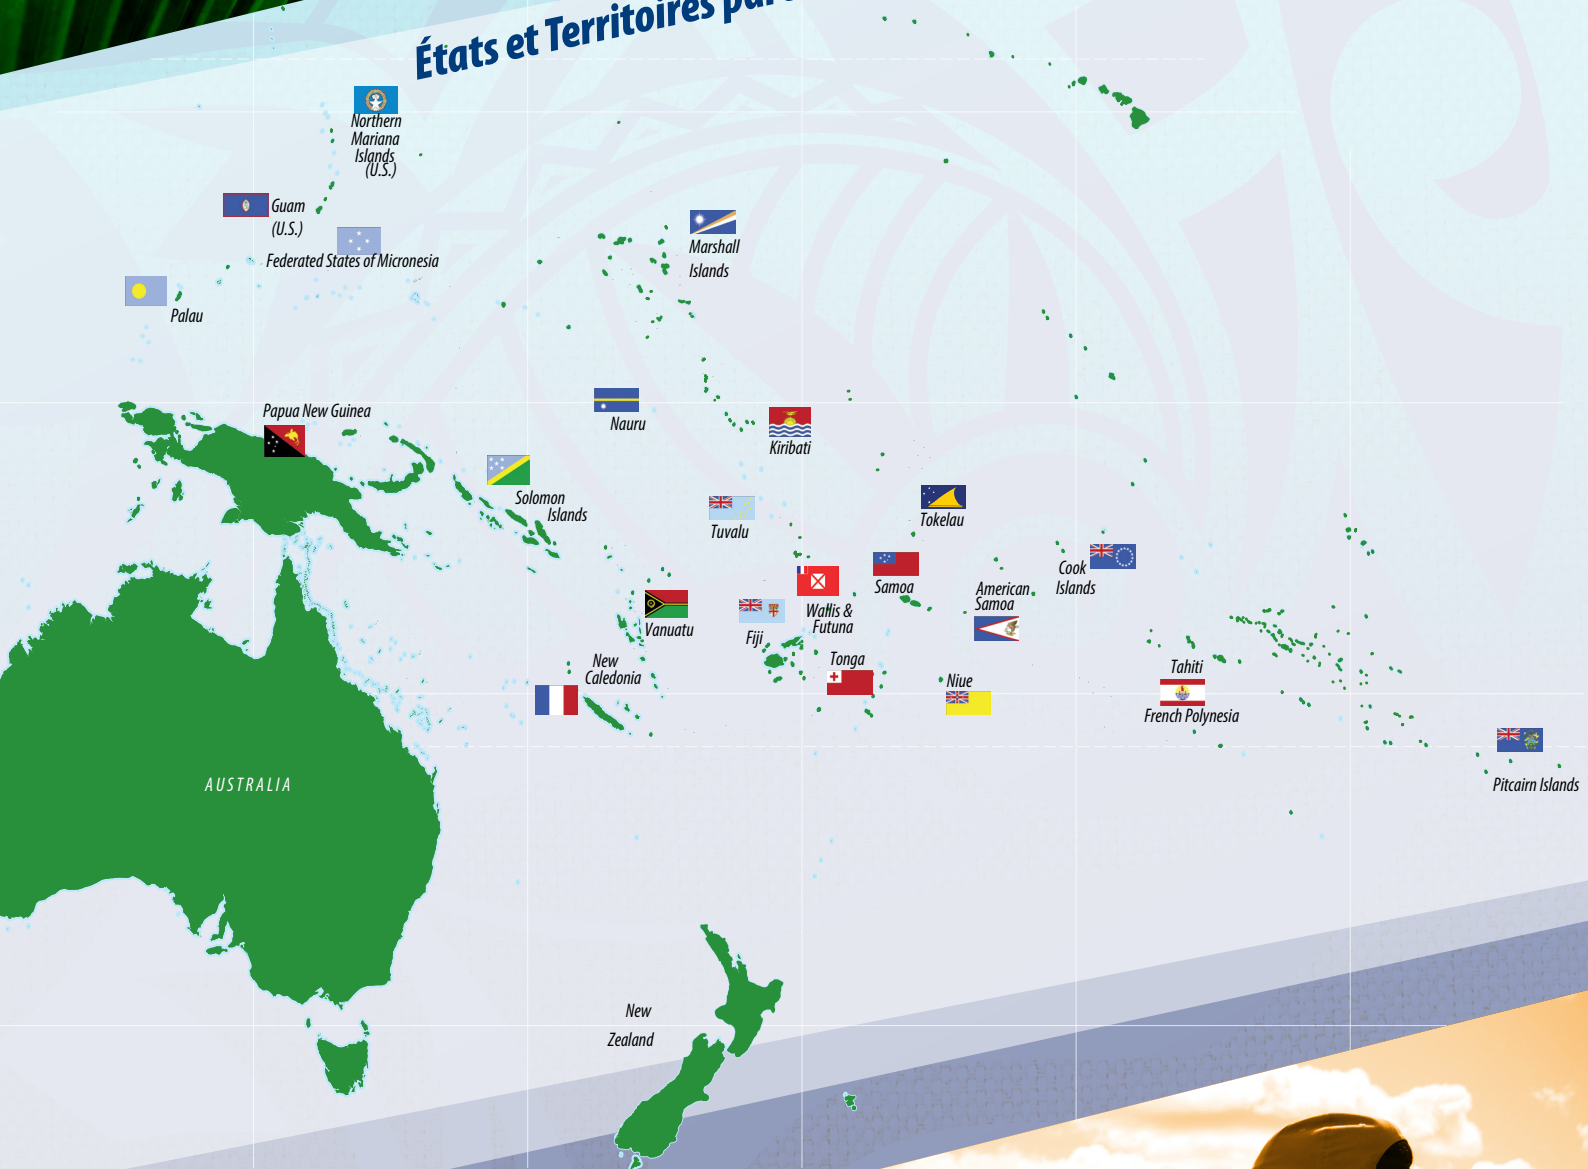 États et Territoires
Northern
Mariana
Islands
(U.S.)
Guam
(U.S.)
Federated States of Micronesia
Marshall
Islands
Palau
Papua New Guinea
Nauru
Kiribati
Solomon
Islands
Tuvalu
Tokelau
Cook
Islands
Samoa
American
Samoa
Wallis &
Futuna
Vanuatu
Fiji
New
Caledonia
Tonga
Niue
Tahiti
French Polynesia
Pitcairn Islands
AUSTRALIA
New
Zealand